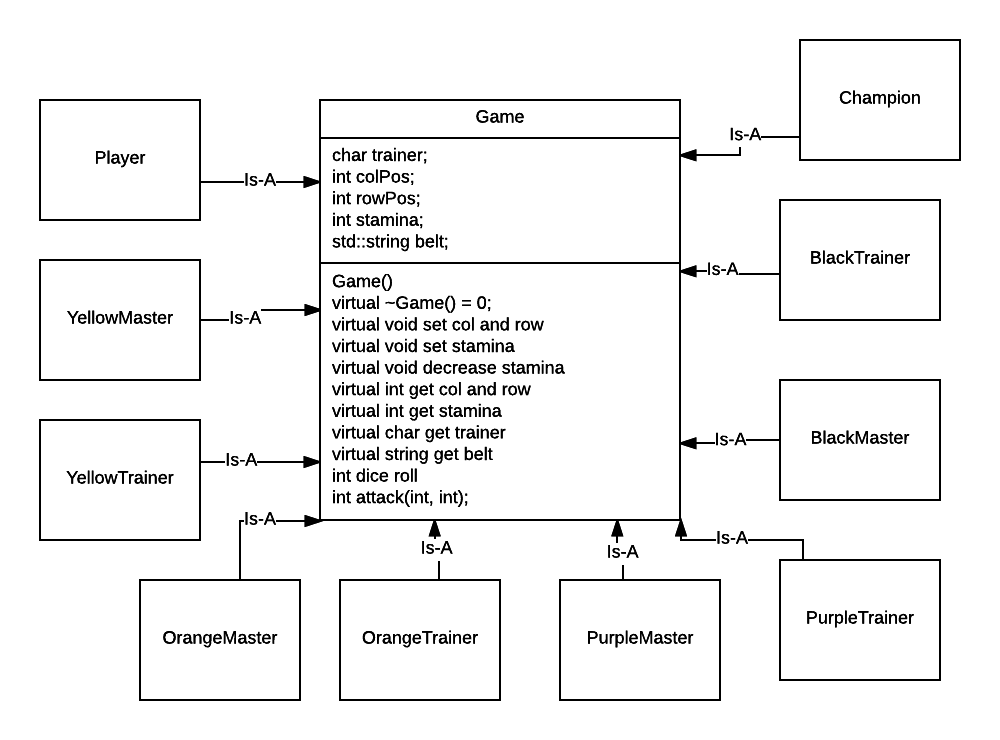 Champion
Is-A
Player
Is-A
Game
char trainer;
int colPos;
int rowPos;
int stamina;
std::string belt;
Game()
virtual ~Game() = 0;
virtual void set col and row
virtual void set stamina
virtual void decrease stamina
virtual int get col and row
virtual int get stamina
virtual char get trainer
virtual string get belt
int dice roll
int attack(int, int);
BlackTrainer
Is-A
YellowMaster
Is-A
BlackMaster
Is-A
YellowTrainer
Is-A
Is-A
OrangeMaster
Is-A
OrangeTrainer
Is-A
PurpleMaster
Is-A
PurpleTrainer